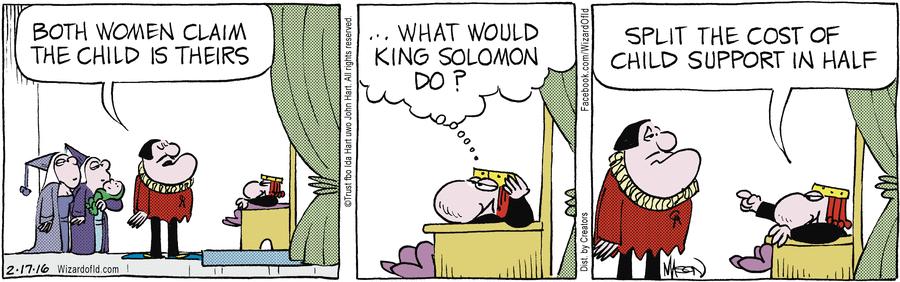 BOTH WOMEN CLAIM
THE CHILD IS THEIRS
2.17.16 Wizardofid.com
©Trust fbo Ida Hart uwo John Hart. All rights reserved.
... WHAT WOULD
KING SOLOMON
DO?
Facebook.com/WizardOfId
Dist. by Creators
SPLIT THE COST OF
CHILD SUPPORT IN HALF
MASON